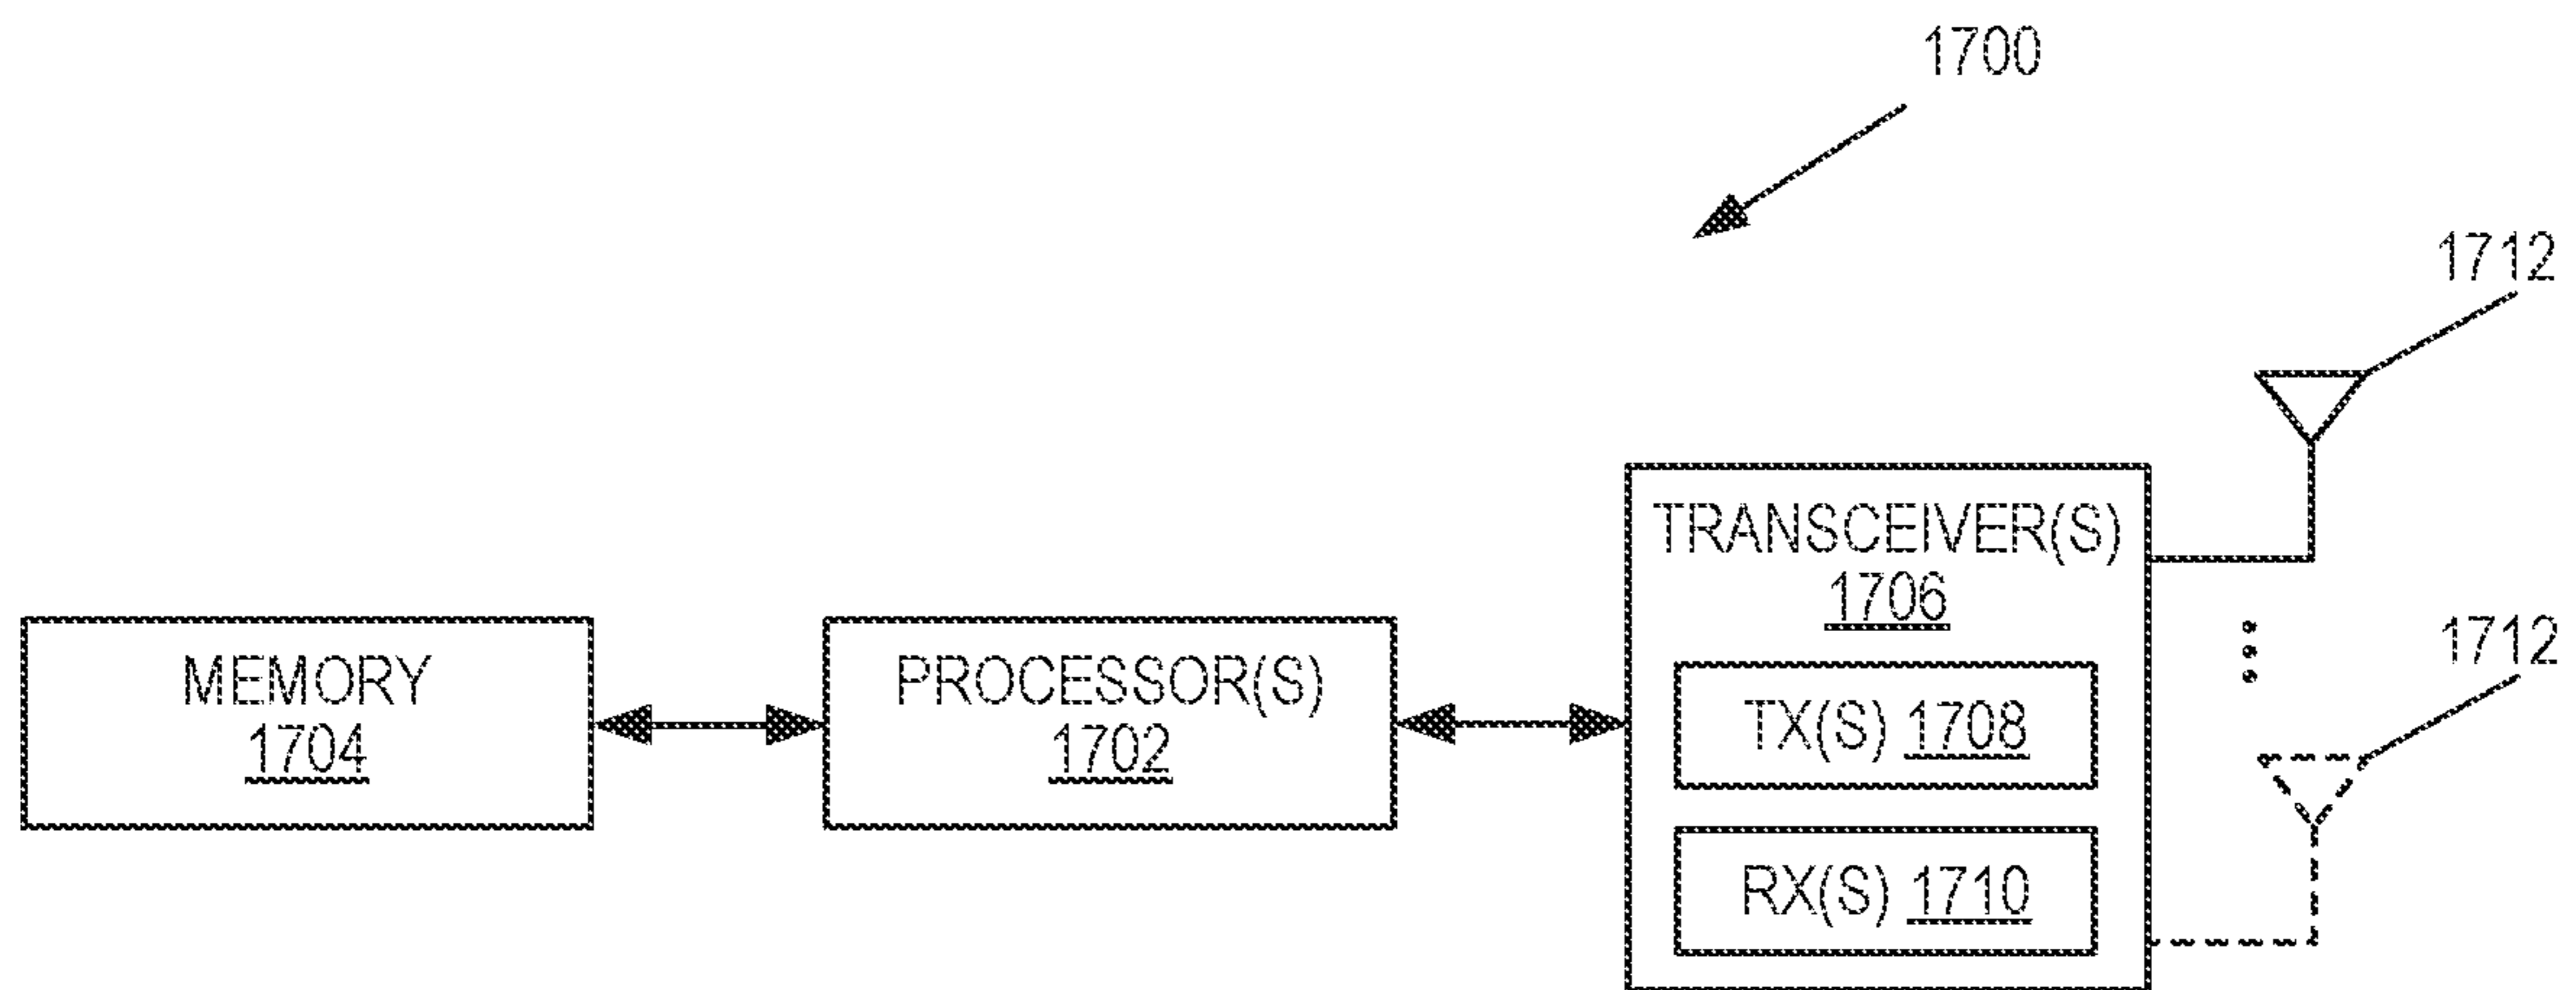 1700
1712
TRANSCEIVER(S)
1706
1712
MEMORY
1704
PROCESSOR(S)
1702
TX(S) 1708
RX(S) 1710